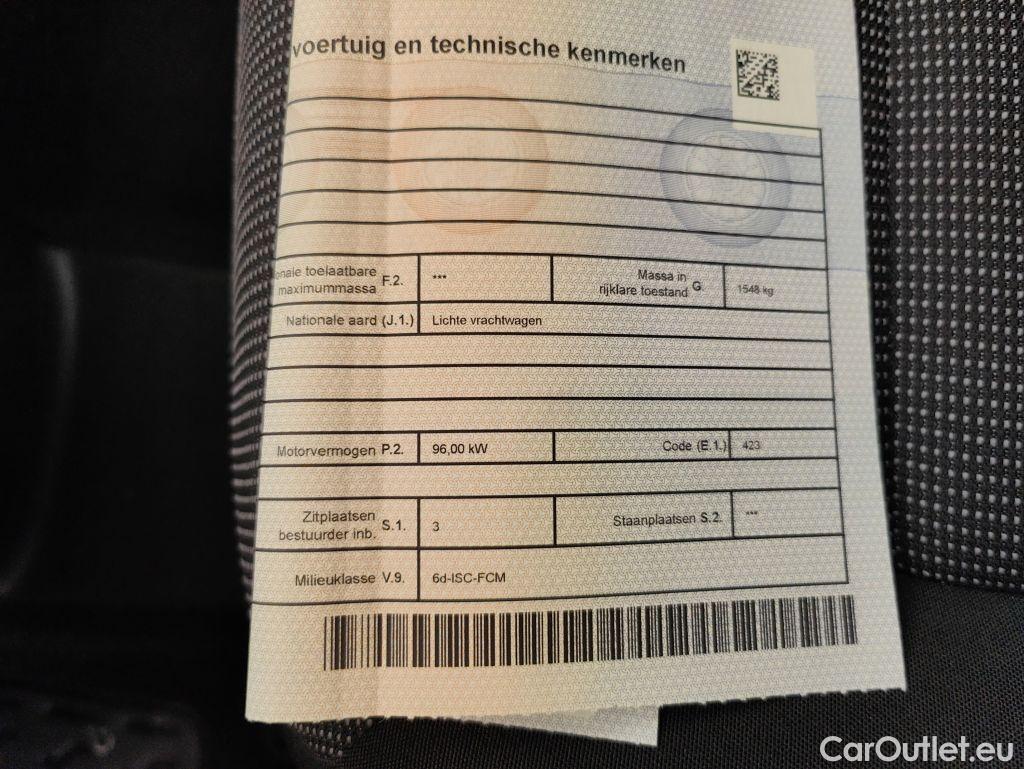 voertuig en technische kenmerken
onale toelaatbare
maximummassa F.2. ***
Massa in
rijklare toestand G. 1548 kg
Nationale aard (J.1.) Lichte vrachtwagen
Motorvermogen P.2. 96,00 kW Code (E.1.) 423
Zitplaatsen
bestuurder inb. S.1. 3
Staanplaatsen S.2. ***
Milieuklasse V.9. 6d-ISC-FCM
CarOutlet.eu